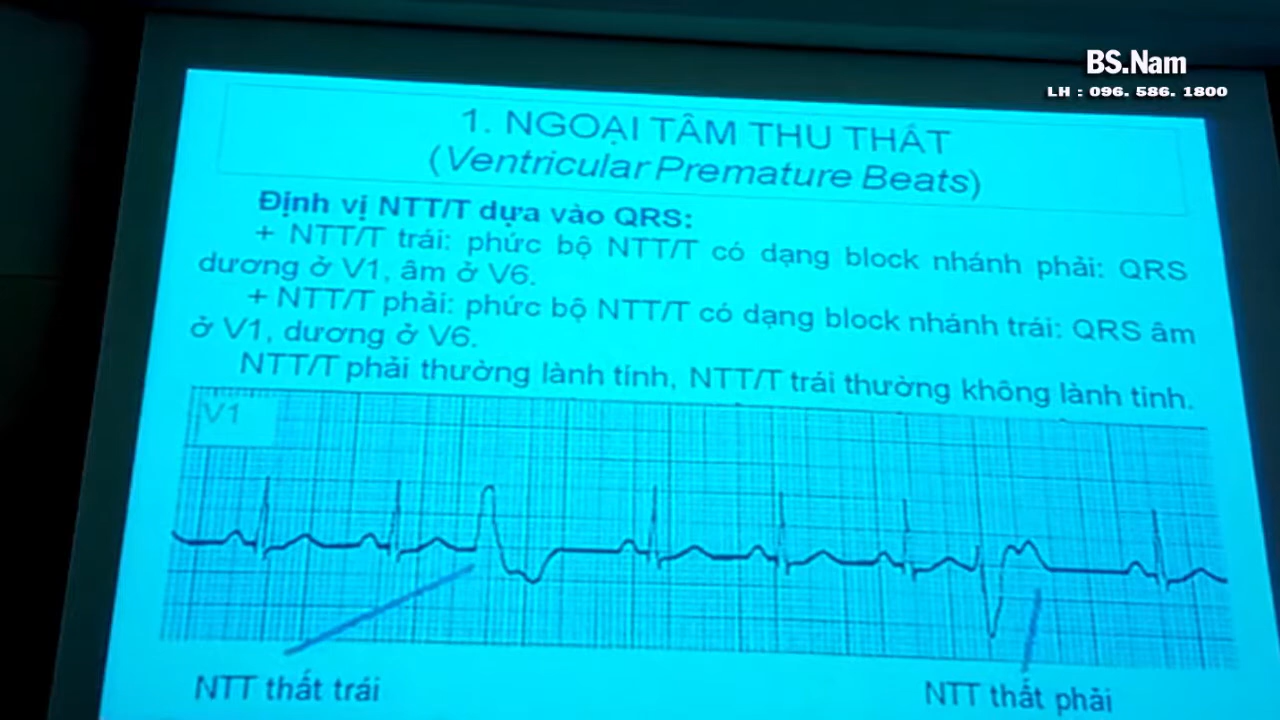 BS.Nam
LH : 096. 586. 1800
1. NGOẠI TÂM THU THẤT
(Ventricular Premature Beats)
Định vị NTT/T dựa vào QRS:
+ NTT/T trái: phức bộ NTT/T có dạng block nhánh phải: QRS
dương ở V1, âm ở V6.
+ NTT/T phải: phức bộ NTT/T có dạng block nhánh trái: QRS âm
ở V1, dương ở V6.
NTT/T phải thường lành tính, NTT/T trái thường không lành tính.
V1
NTT thất trái
NTT thất phải